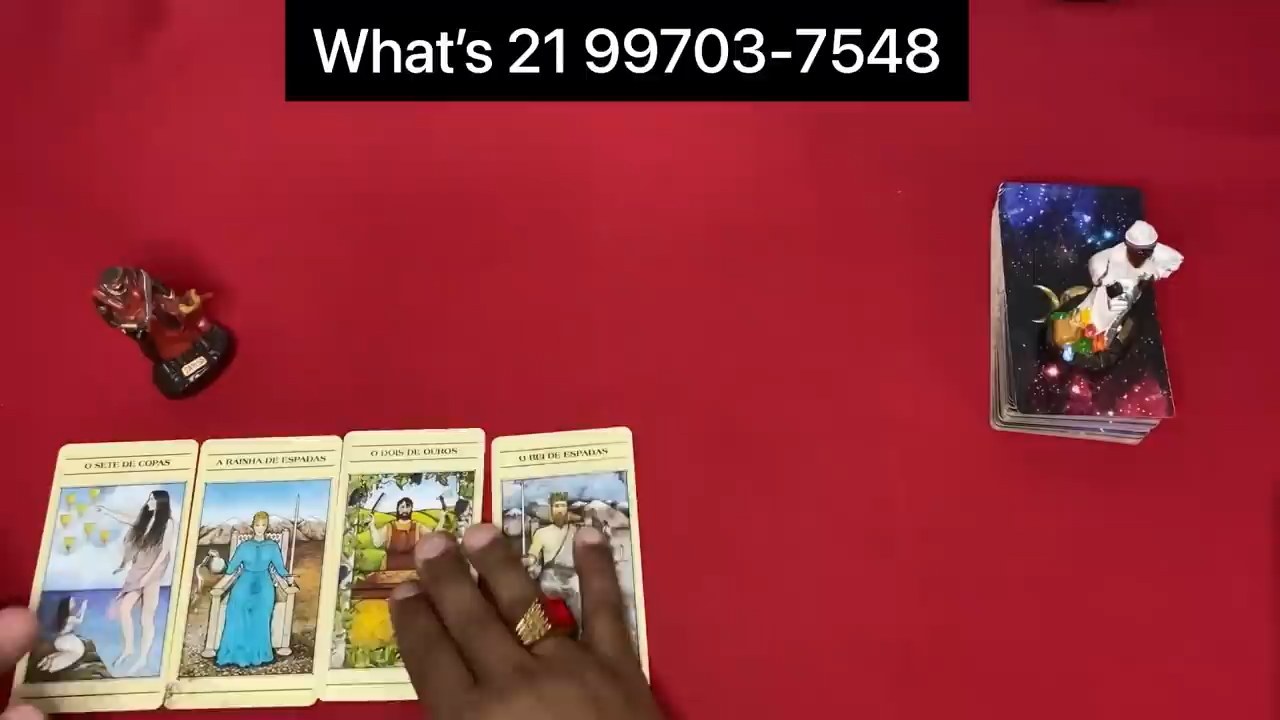 What’s 21 99703-7548
O SETE DE COPAS
A RAINHA DE ESPADAS
O DOIS DE OUROS
O REI DE ESPADAS